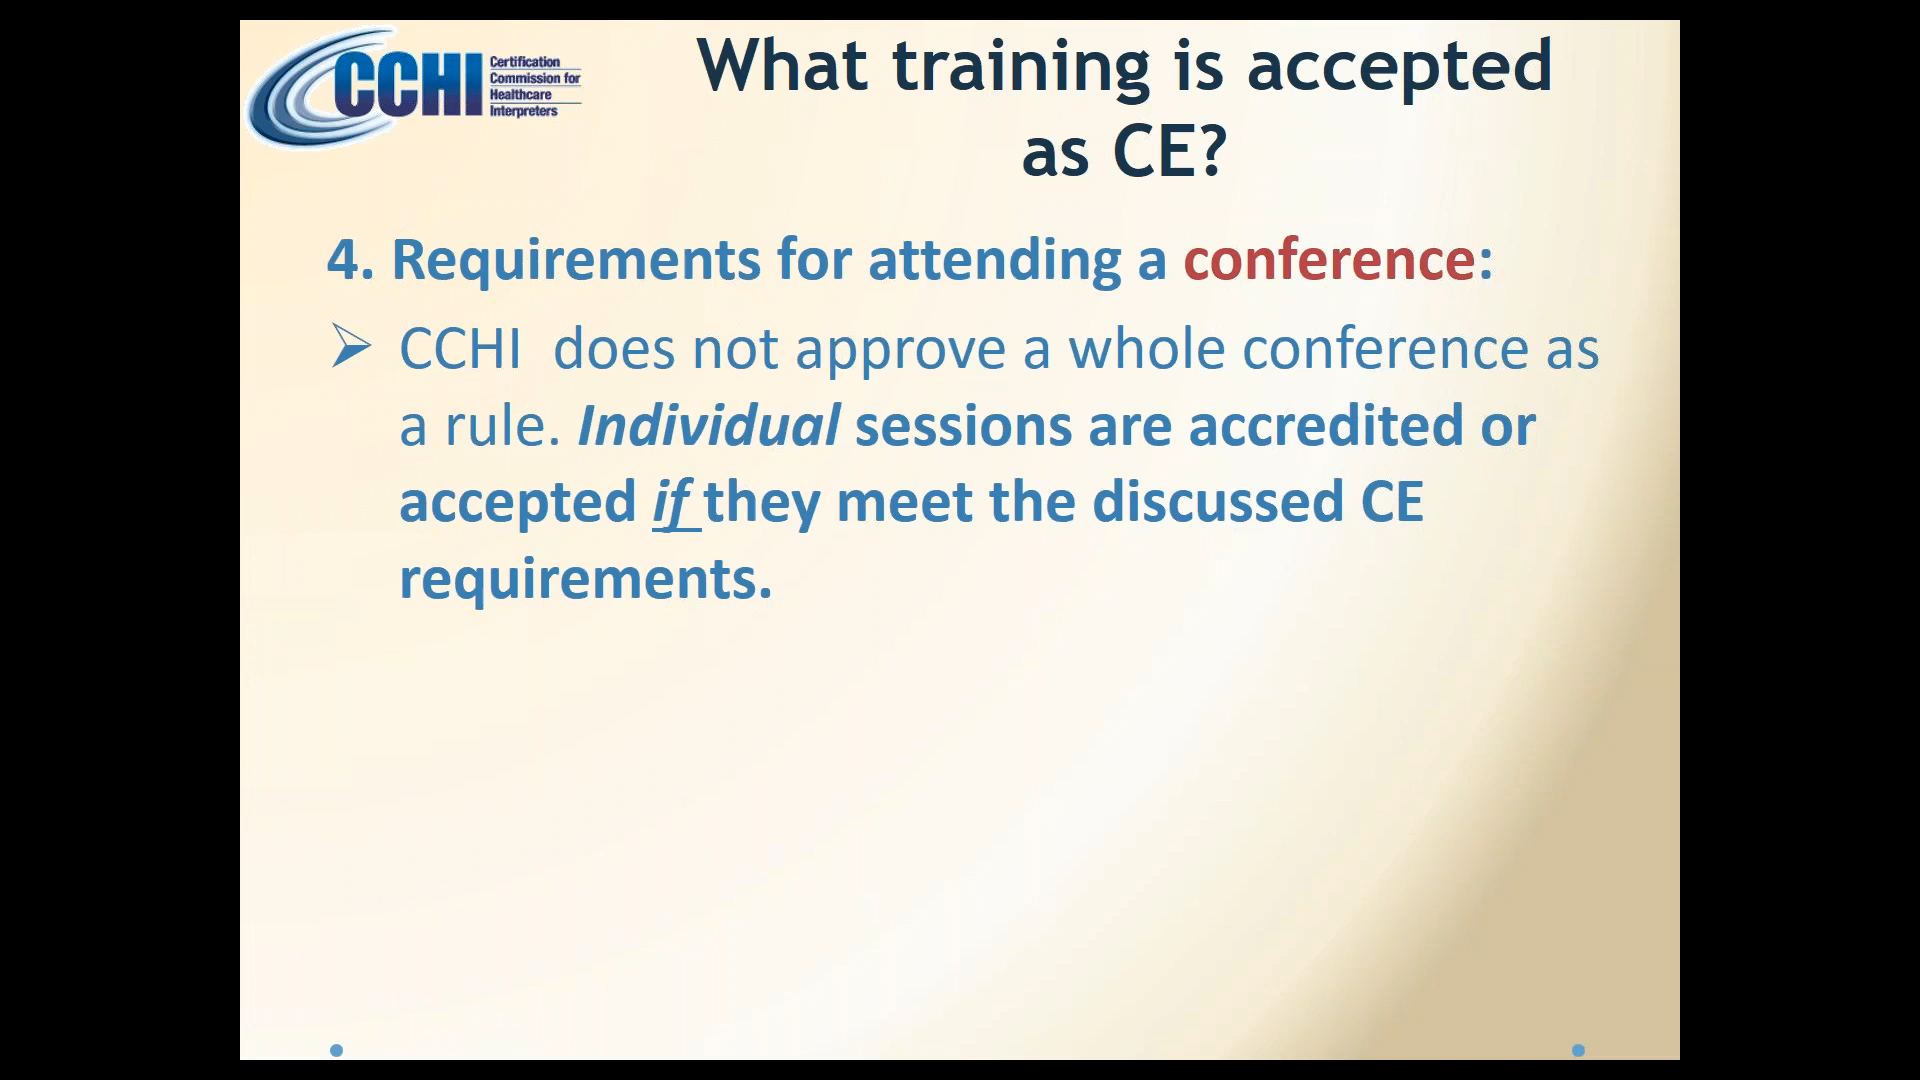 CCHI
Certification
Commission for
Healthcare
Interpreters
What training is accepted
as CE?
4. Requirements for attending a conference:
CCHI does not approve a whole conference as
a rule. Individual sessions are accredited or
accepted if they meet the discussed CE
requirements.